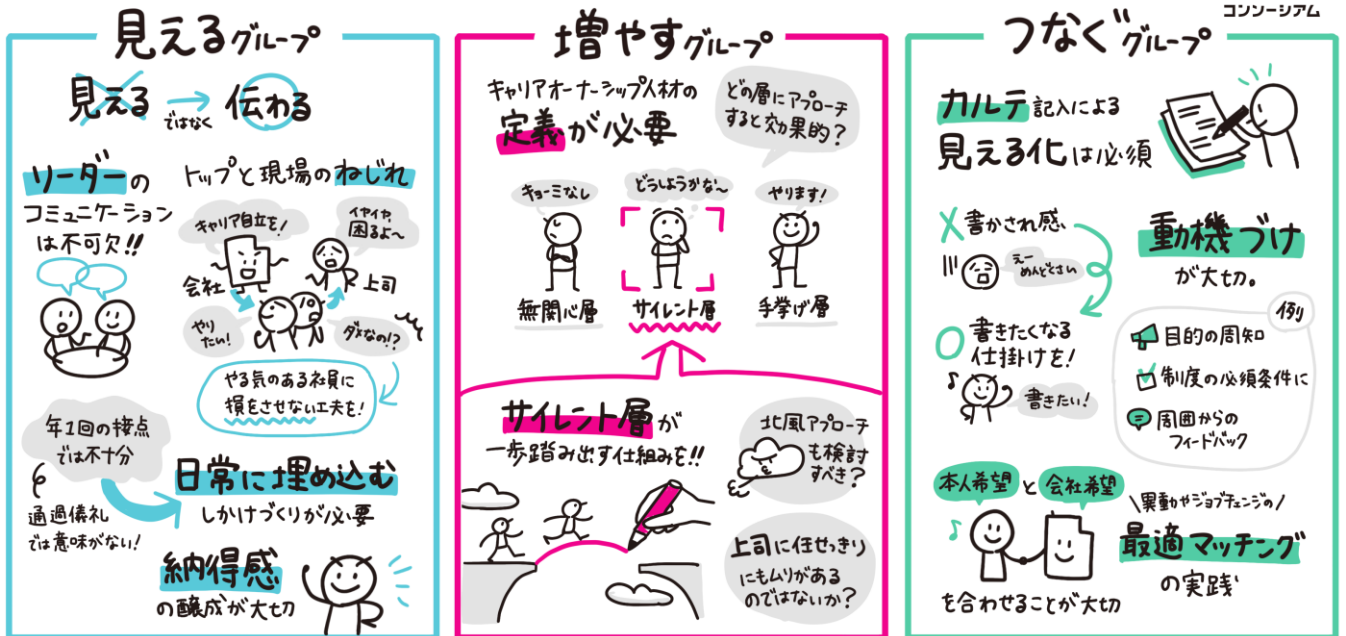 コンソーシアム
見えるグループ
見える
ではなく
伝わる
リーダーの
コミュニケーション
は不可欠!!
トップと現場のねじれ
キャリア自立を!
イヤイヤ
困るよ〜
会社
上司
やり
たい!
ダメなの!?
やる気のある社員に
損をさせない工夫を!
年1回の接点
では不十分
通過儀礼
では意味がない!
日常に埋め込む
しかけづくりが必要
納得感
の醸成が大切
増やすグループ
キャリアオーナーシップ人材の
定義が必要
どの層にアプローチ
すると効果的?
キョーミなし
どうしようかな〜
やります!
無関心層
サイレント層
手挙げ層
サイレント層が
一歩踏み出す仕組みを!!
北風アプローチ
も検討
すべき?
上司に任せっきり
にもムリがある
のではないか?
つなぐグループ
カルテ記入による
見える化は必須
書かされ感
えー
めんどくさい
動機づけ
が大切。
書きたくなる
仕掛けを!
書きたい!
例
目的の周知
制度の必須条件に
周囲からの
フィードバック
本人希望と会社希望
を合わせることが大切
\異動やジョブチェンジの/
最適マッチング
の実践